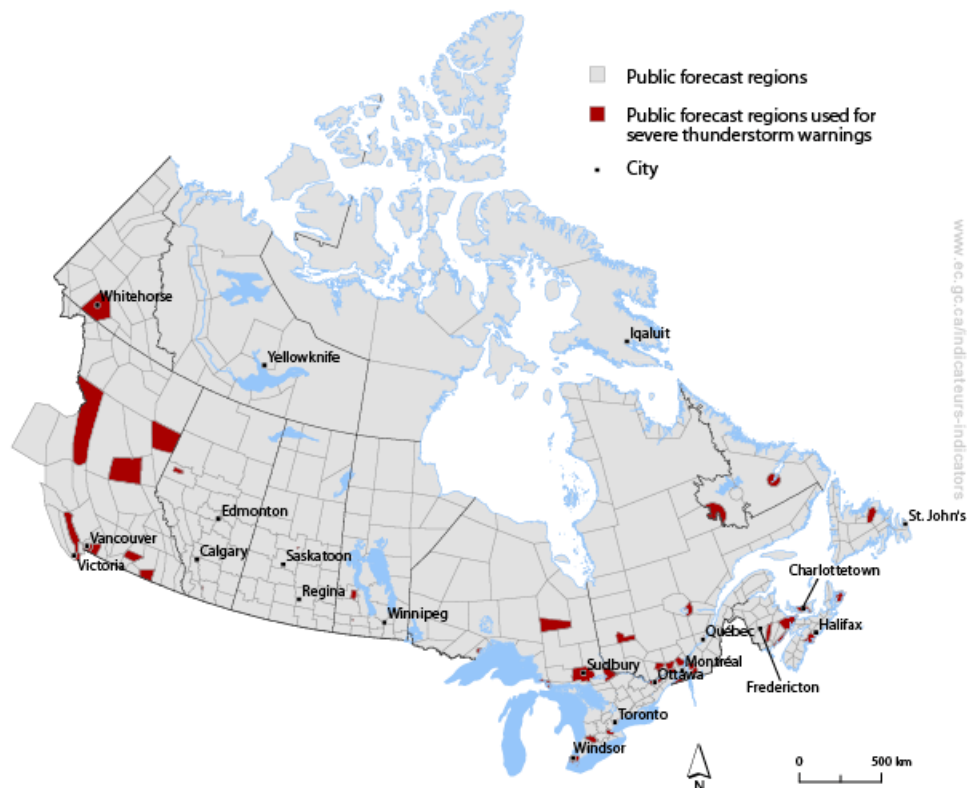 Public forecast regions
Public forecast regions used for
severe thunderstorm warnings
City
www.ec.gc.ca/indicateurs-indicators
Whitehorse
Iqaluit
Yellowknife
Edmonton
St. John's
Vancouver
Calgary
Saskatoon
Victoria
Charlottetown
Regina
Winnipeg
Québec
Halifax
Sudbury
Montréal
Ottawa
Fredericton
Toronto
Windsor
0 500 km
N